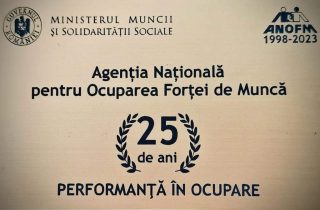 GUVERNUL ROMÂNIEI
MINISTERUL MUNCII
ȘI SOLIDARITĂȚII SOCIALE
ANOFM
1998-2023
Agenția Națională
pentru Ocuparea Forței de Muncă
25
de ani
PERFORMANȚĂ ÎN OCUPARE